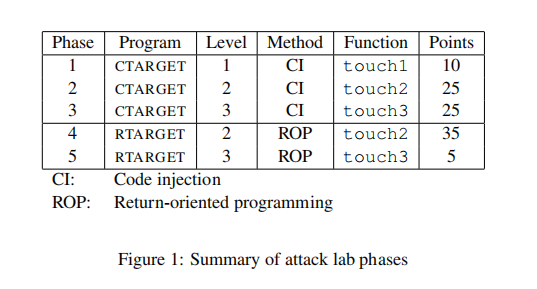 Phase Program Level Method Function Points
1 CTARGET 1 CI touch1 10
2 CTARGET 2 CI touch2 25
3 CTARGET 3 CI touch3 25
4 RTARGET 2 ROP touch2 35
5 RTARGET 3 ROP touch3 5
CI: Code injection
ROP: Return-oriented programming
Figure 1: Summary of attack lab phases